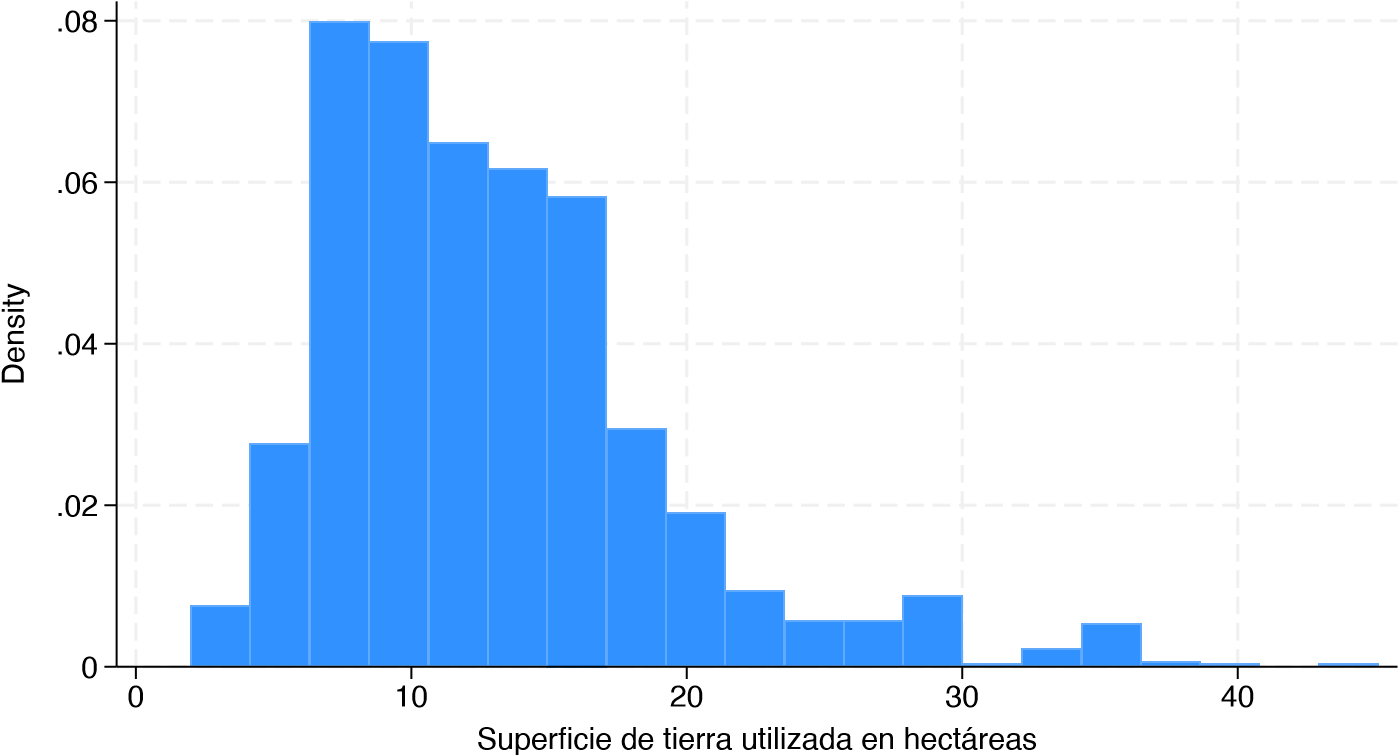 Density
.08
.06
.04
.02
0
0 10 20 30 40
Superficie de tierra utilizada en hectáreas